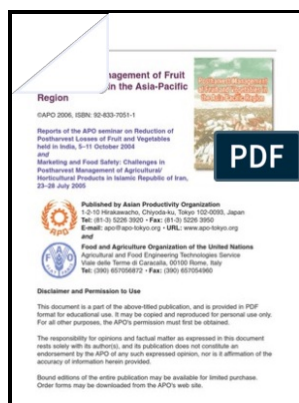 nagement of Fruit
in the Asia-Pacific
Region
©APO 2006, ISBN: 92-833-7051-1
Reports of the APO seminar on Reduction of
Postharvest Losses of Fruit and Vegetables
held in India, 5–11 October 2004
and
Marketing and Food Safety: Challenges in
Postharvest Management of Agricultural/
Horticultural Products in Islamic Republic of Iran,
23–28 July 2005
PDF
Published by Asian Productivity Organization
1-2-10 Hirakawacho, Chiyoda-ku, Tokyo 102-0093, Japan
Tel: (81-3) 5226 3920 • Fax: (81-3) 5226 3950
E-mail: apo@apo-tokyo.org • URL: www.apo-tokyo.org
and
APO
Food and Agriculture Organization of the United Nations
Agricultural and Food Engineering Technologies Service
Viale delle Terme di Caracalla, 00100 Rome, Italy
Tel: (390) 657056872 • Fax: (390) 657054960
Disclaimer and Permission to Use
This document is a part of the above-titled publication, and is provided in PDF
format for educational use. It may be copied and reproduced for personal use only.
For all other purposes, the APO's permission must first be obtained.
The responsibility for opinions and factual matter as expressed in this document
rests solely with its author(s), and its publication does not constitute an
endorsement by the APO of any such expressed opinion, nor is it affirmation of the
accuracy of information herein provided.
Bound editions of the entire publication may be available for limited purchase.
Order forms may be downloaded from the APO's web site.